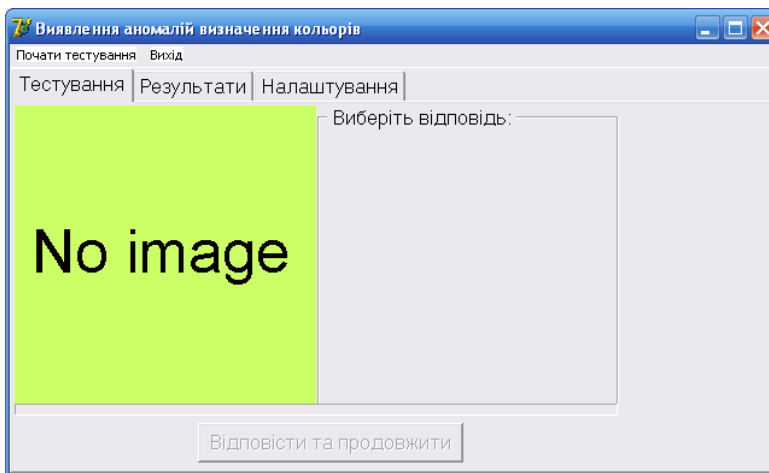 Виявлення аномалій визначення кольорів
Почати тестування Вихід
Тестування Результати Налаштування
Виберіть відповідь:
No image
Відповісти та продовжити